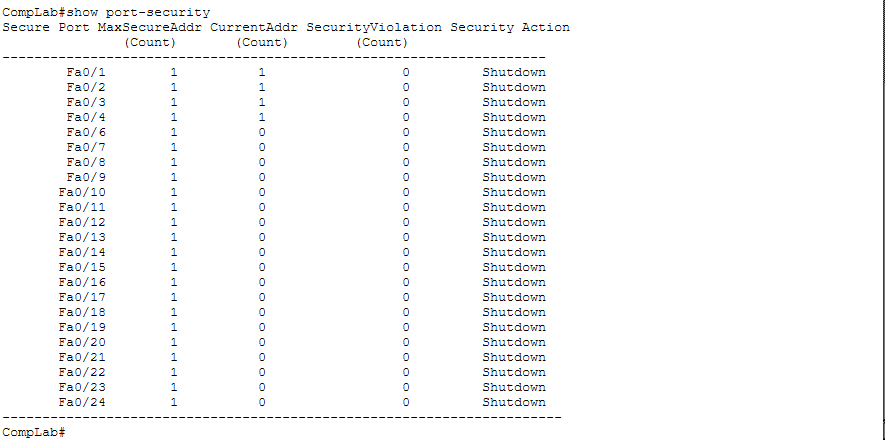 CompLab#show port-security
Secure Port MaxSecureAddr CurrentAddr SecurityViolation Security Action
               (Count)       (Count)        (Count)
--------------------------------------------------------------------
        Fa0/1        1          1                 0         Shutdown
        Fa0/2        1          1                 0         Shutdown
        Fa0/3        1          1                 0         Shutdown
        Fa0/4        1          1                 0         Shutdown
        Fa0/6        1          0                 0         Shutdown
        Fa0/7        1          0                 0         Shutdown
        Fa0/8        1          0                 0         Shutdown
        Fa0/9        1          0                 0         Shutdown
       Fa0/10        1          0                 0         Shutdown
       Fa0/11        1          0                 0         Shutdown
       Fa0/12        1          0                 0         Shutdown
       Fa0/13        1          0                 0         Shutdown
       Fa0/14        1          0                 0         Shutdown
       Fa0/15        1          0                 0         Shutdown
       Fa0/16        1          0                 0         Shutdown
       Fa0/17        1          0                 0         Shutdown
       Fa0/18        1          0                 0         Shutdown
       Fa0/19        1          0                 0         Shutdown
       Fa0/20        1          0                 0         Shutdown
       Fa0/21        1          0                 0         Shutdown
       Fa0/22        1          0                 0         Shutdown
       Fa0/23        1          0                 0         Shutdown
       Fa0/24        1          0                 0         Shutdown
----------------------------------------------------------------------
CompLab#